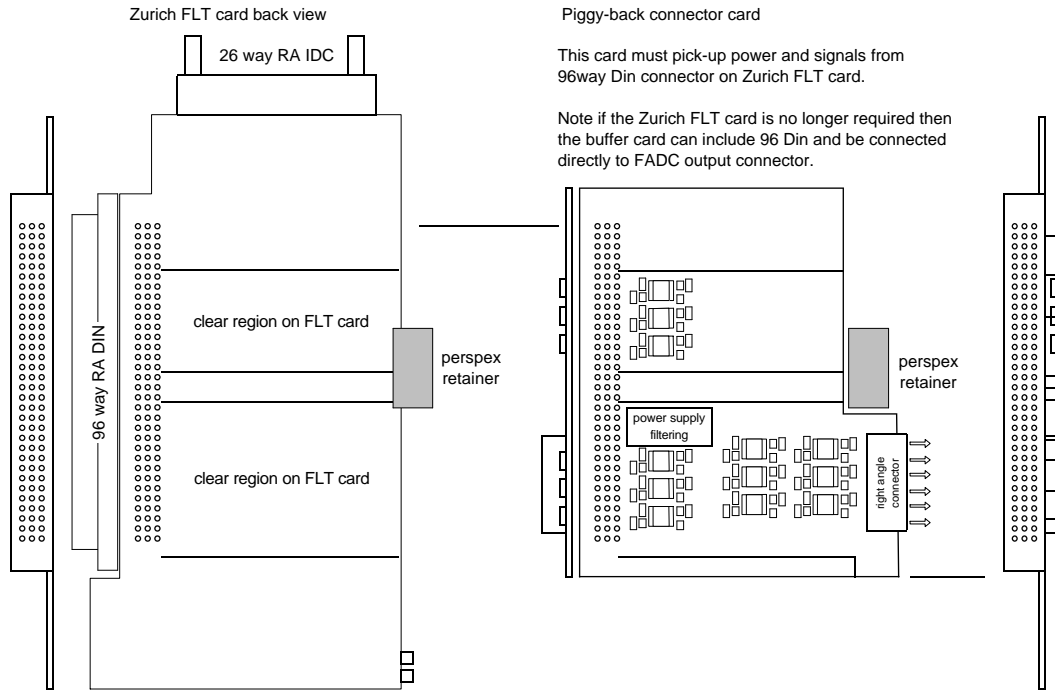 Zurich FLT card back view
26 way RA IDC
96 way RA DIN
clear region on FLT card
perspex
retainer
clear region on FLT card
Piggy-back connector card
This card must pick-up power and signals from
96way Din connector on Zurich FLT card.
Note if the Zurich FLT card is no longer required then
the buffer card can include 96 Din and be connected
directly to FADC output connector.
perspex
retainer
power supply
filtering
right angle
connector